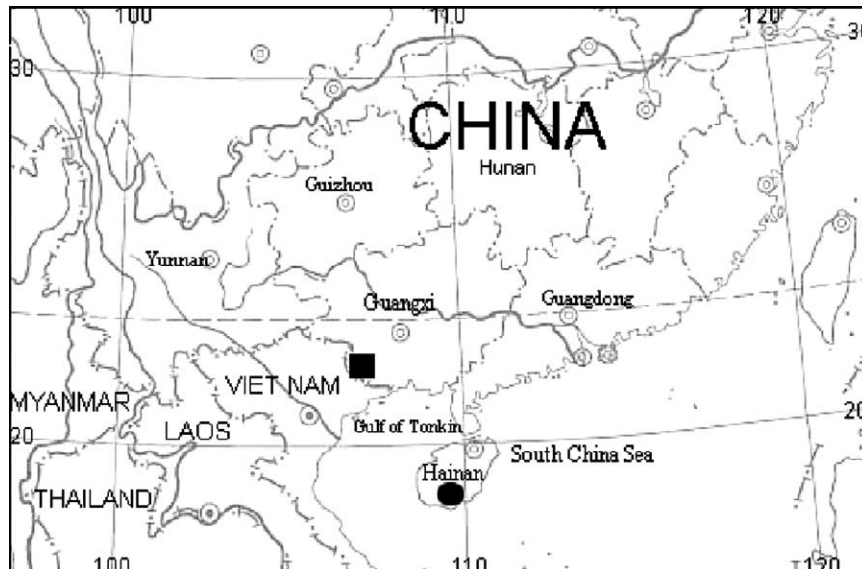 100
110
120
30
30
CHINA
Hunan
Guizhou
Yunnan
Guangxi
Guangdong
VIET NAM
MYANMAR
LAOS
Gulf of Tonkin
20
20
South China Sea
Hainan
THAILAND
100
110
120